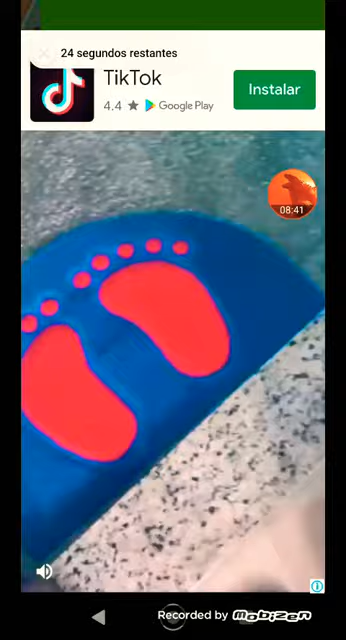 24 segundos restantes
TikTok
4.4 ★ Google Play
Instalar
08:41
Recorded by Mobizen